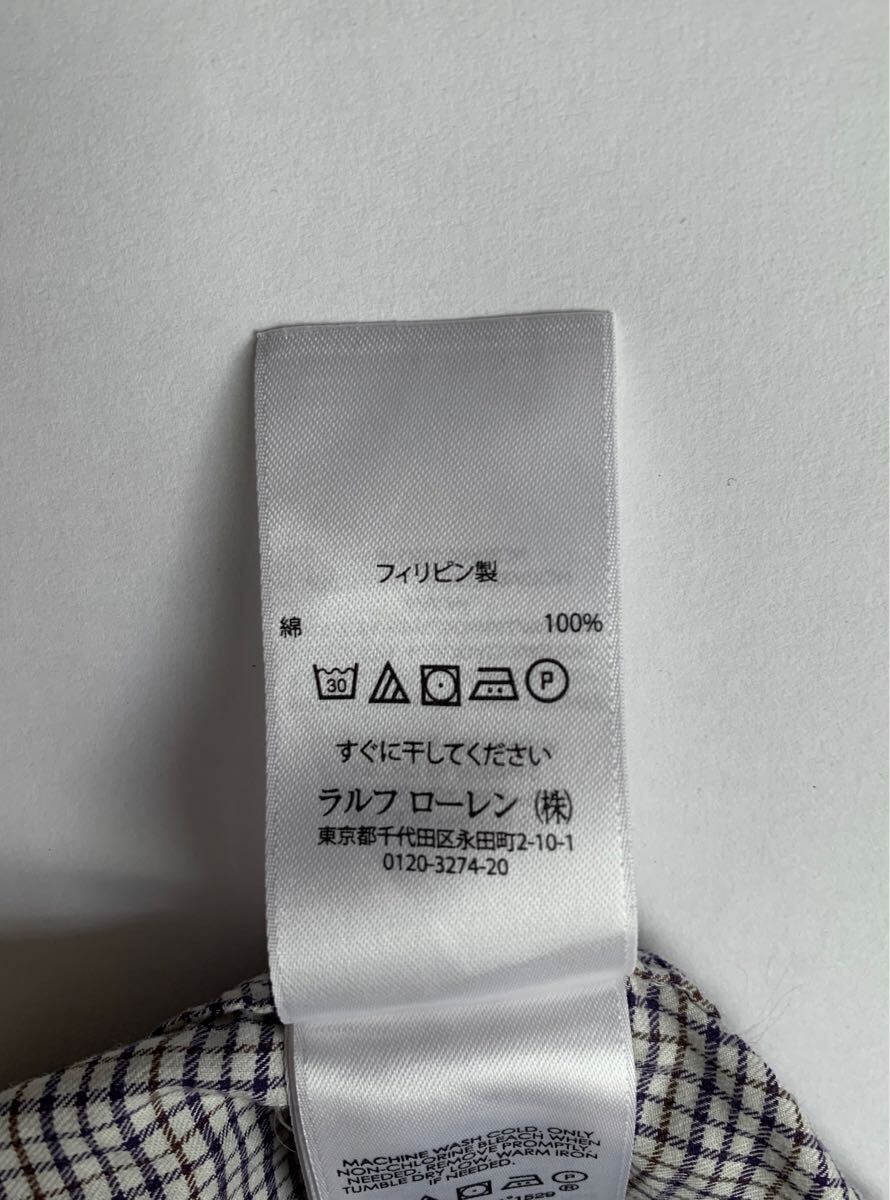 フィリピン製
綿 100%
30 P
すぐに干してください
ラルフ ローレン (株)
東京都千代田区永田町2-10-1
0120-3274-20
MACHINE WASH COLD. ONLY
NON-CHLORINE BLEACH WHEN
NEEDED. REMOVE PROMPTLY.
TUMBLE DRY LOW. WARM IRON
IF NEEDED.
1529 ®